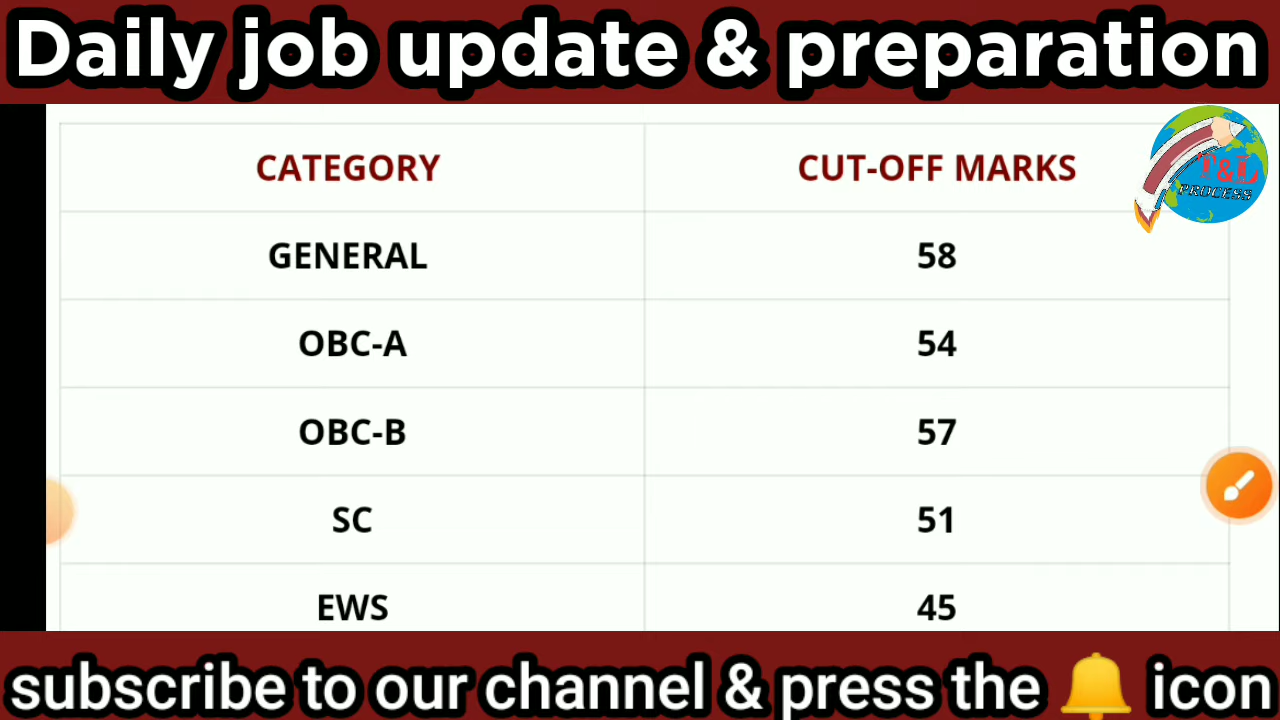 Daily job update & preparation
CATEGORY CUT-OFF MARKS
T&L
PROCESS
GENERAL 58
OBC-A 54
OBC-B 57
SC 51
EWS 45
subscribe to our channel & press the 🔔 icon